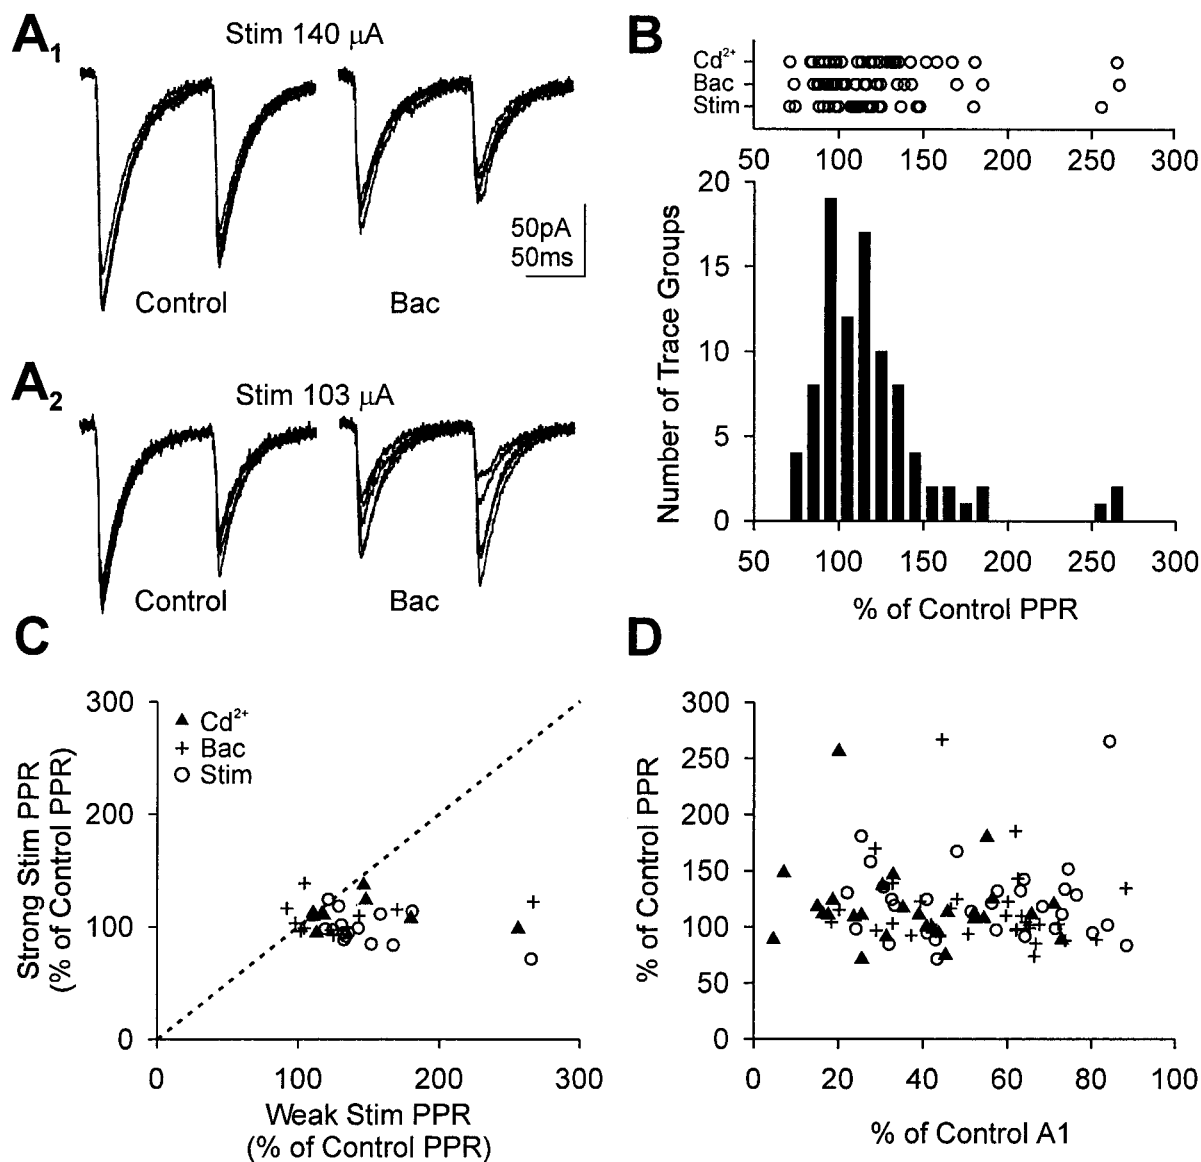 A1
Stim 140 μA
Control
Bac
50pA
50ms
A2
Stim 103 μA
Control
Bac
B
Cd2+
Bac
Stim
50 100 150 200 250 300
20
15
10
5
0
Number of Trace Groups
50 100 150 200 250 300
% of Control PPR
C
300
200
100
0
Strong Stim PPR
(% of Control PPR)
Cd2+
Bac
Stim
0 100 200 300
Weak Stim PPR
(% of Control PPR)
D
300
250
200
150
100
50
0
% of Control PPR
0 20 40 60 80 100
% of Control A1